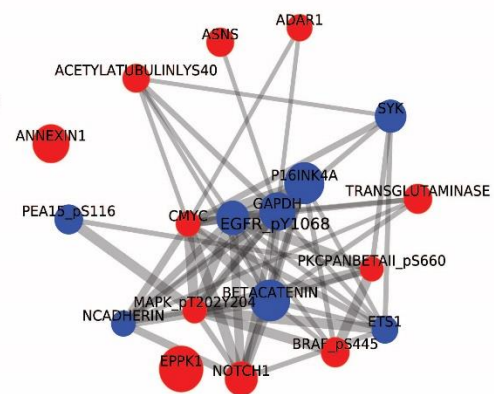 ADAR1
ASNS
ACETYLATUBULINLYS40
SYK
ANNEXIN1
P16INK4A
TRANSGLUTAMINASE
GAPDH
PEA15_pS116
CMYC
EGFR_pY1068
PKCPANBETAII_pS660
BETACATENIN
MAPK_pT202Y204
NCADHERIN
ETS1
BRAF_pS445
EPPK1
NOTCH1